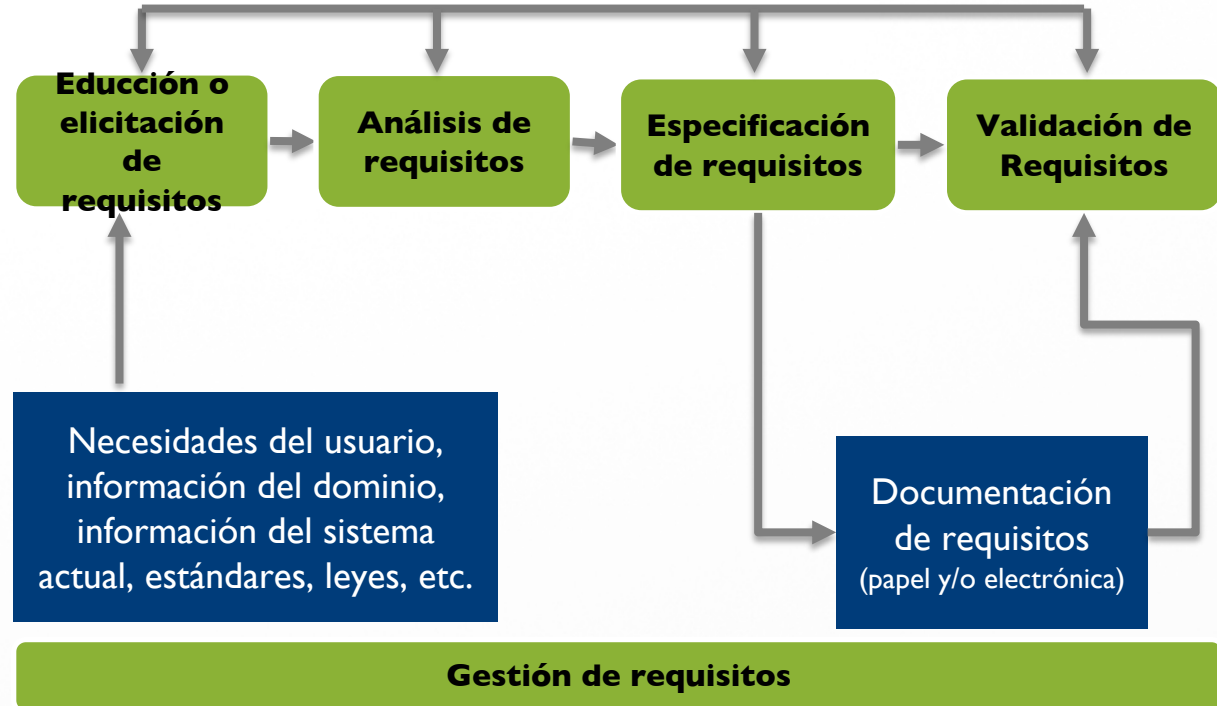 Educción o
elicitación
de
requisitos
Análisis de
requisitos
Especificación
de requisitos
Validación de
Requisitos
Necesidades del usuario,
información del dominio,
información del sistema
actual, estándares, leyes, etc.
Documentación
de requisitos
(papel y/o electrónica)
Gestión de requisitos